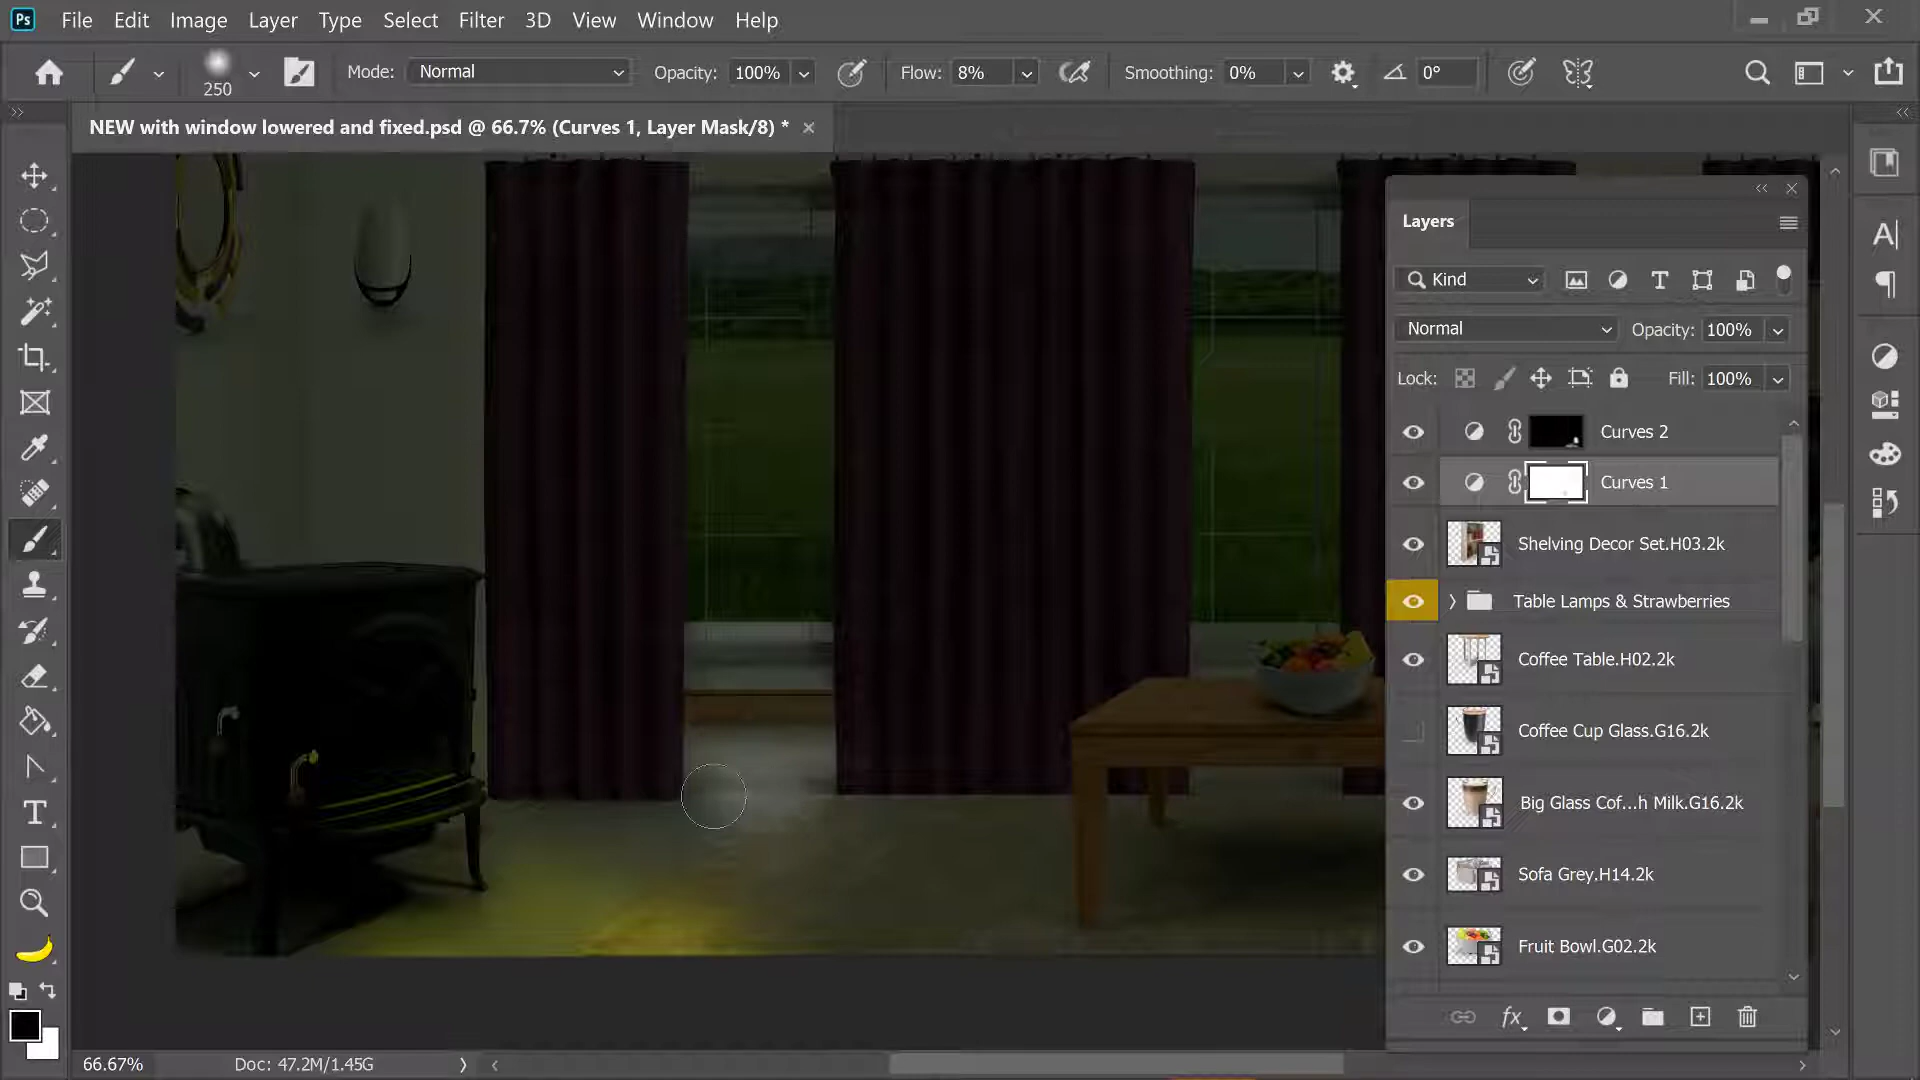 Ps File Edit Image Layer Type Select Filter 3D View Window Help
250 Mode: Normal Opacity: 100% Flow: 8% Smoothing: 0% 0°
NEW with window lowered and fixed.psd @ 66.7% (Curves 1, Layer Mask/8) *
Layers
Kind
Normal Opacity: 100%
Lock: Fill: 100%
Curves 2
Curves 1
Shelving Decor Set.H03.2k
Table Lamps & Strawberries
Coffee Table.H02.2k
Coffee Cup Glass.G16.2k
Big Glass Cof...h Milk.G16.2k
Sofa Grey.H14.2k
Fruit Bowl.G02.2k
fx
66.67% Doc: 47.2M/1.45G